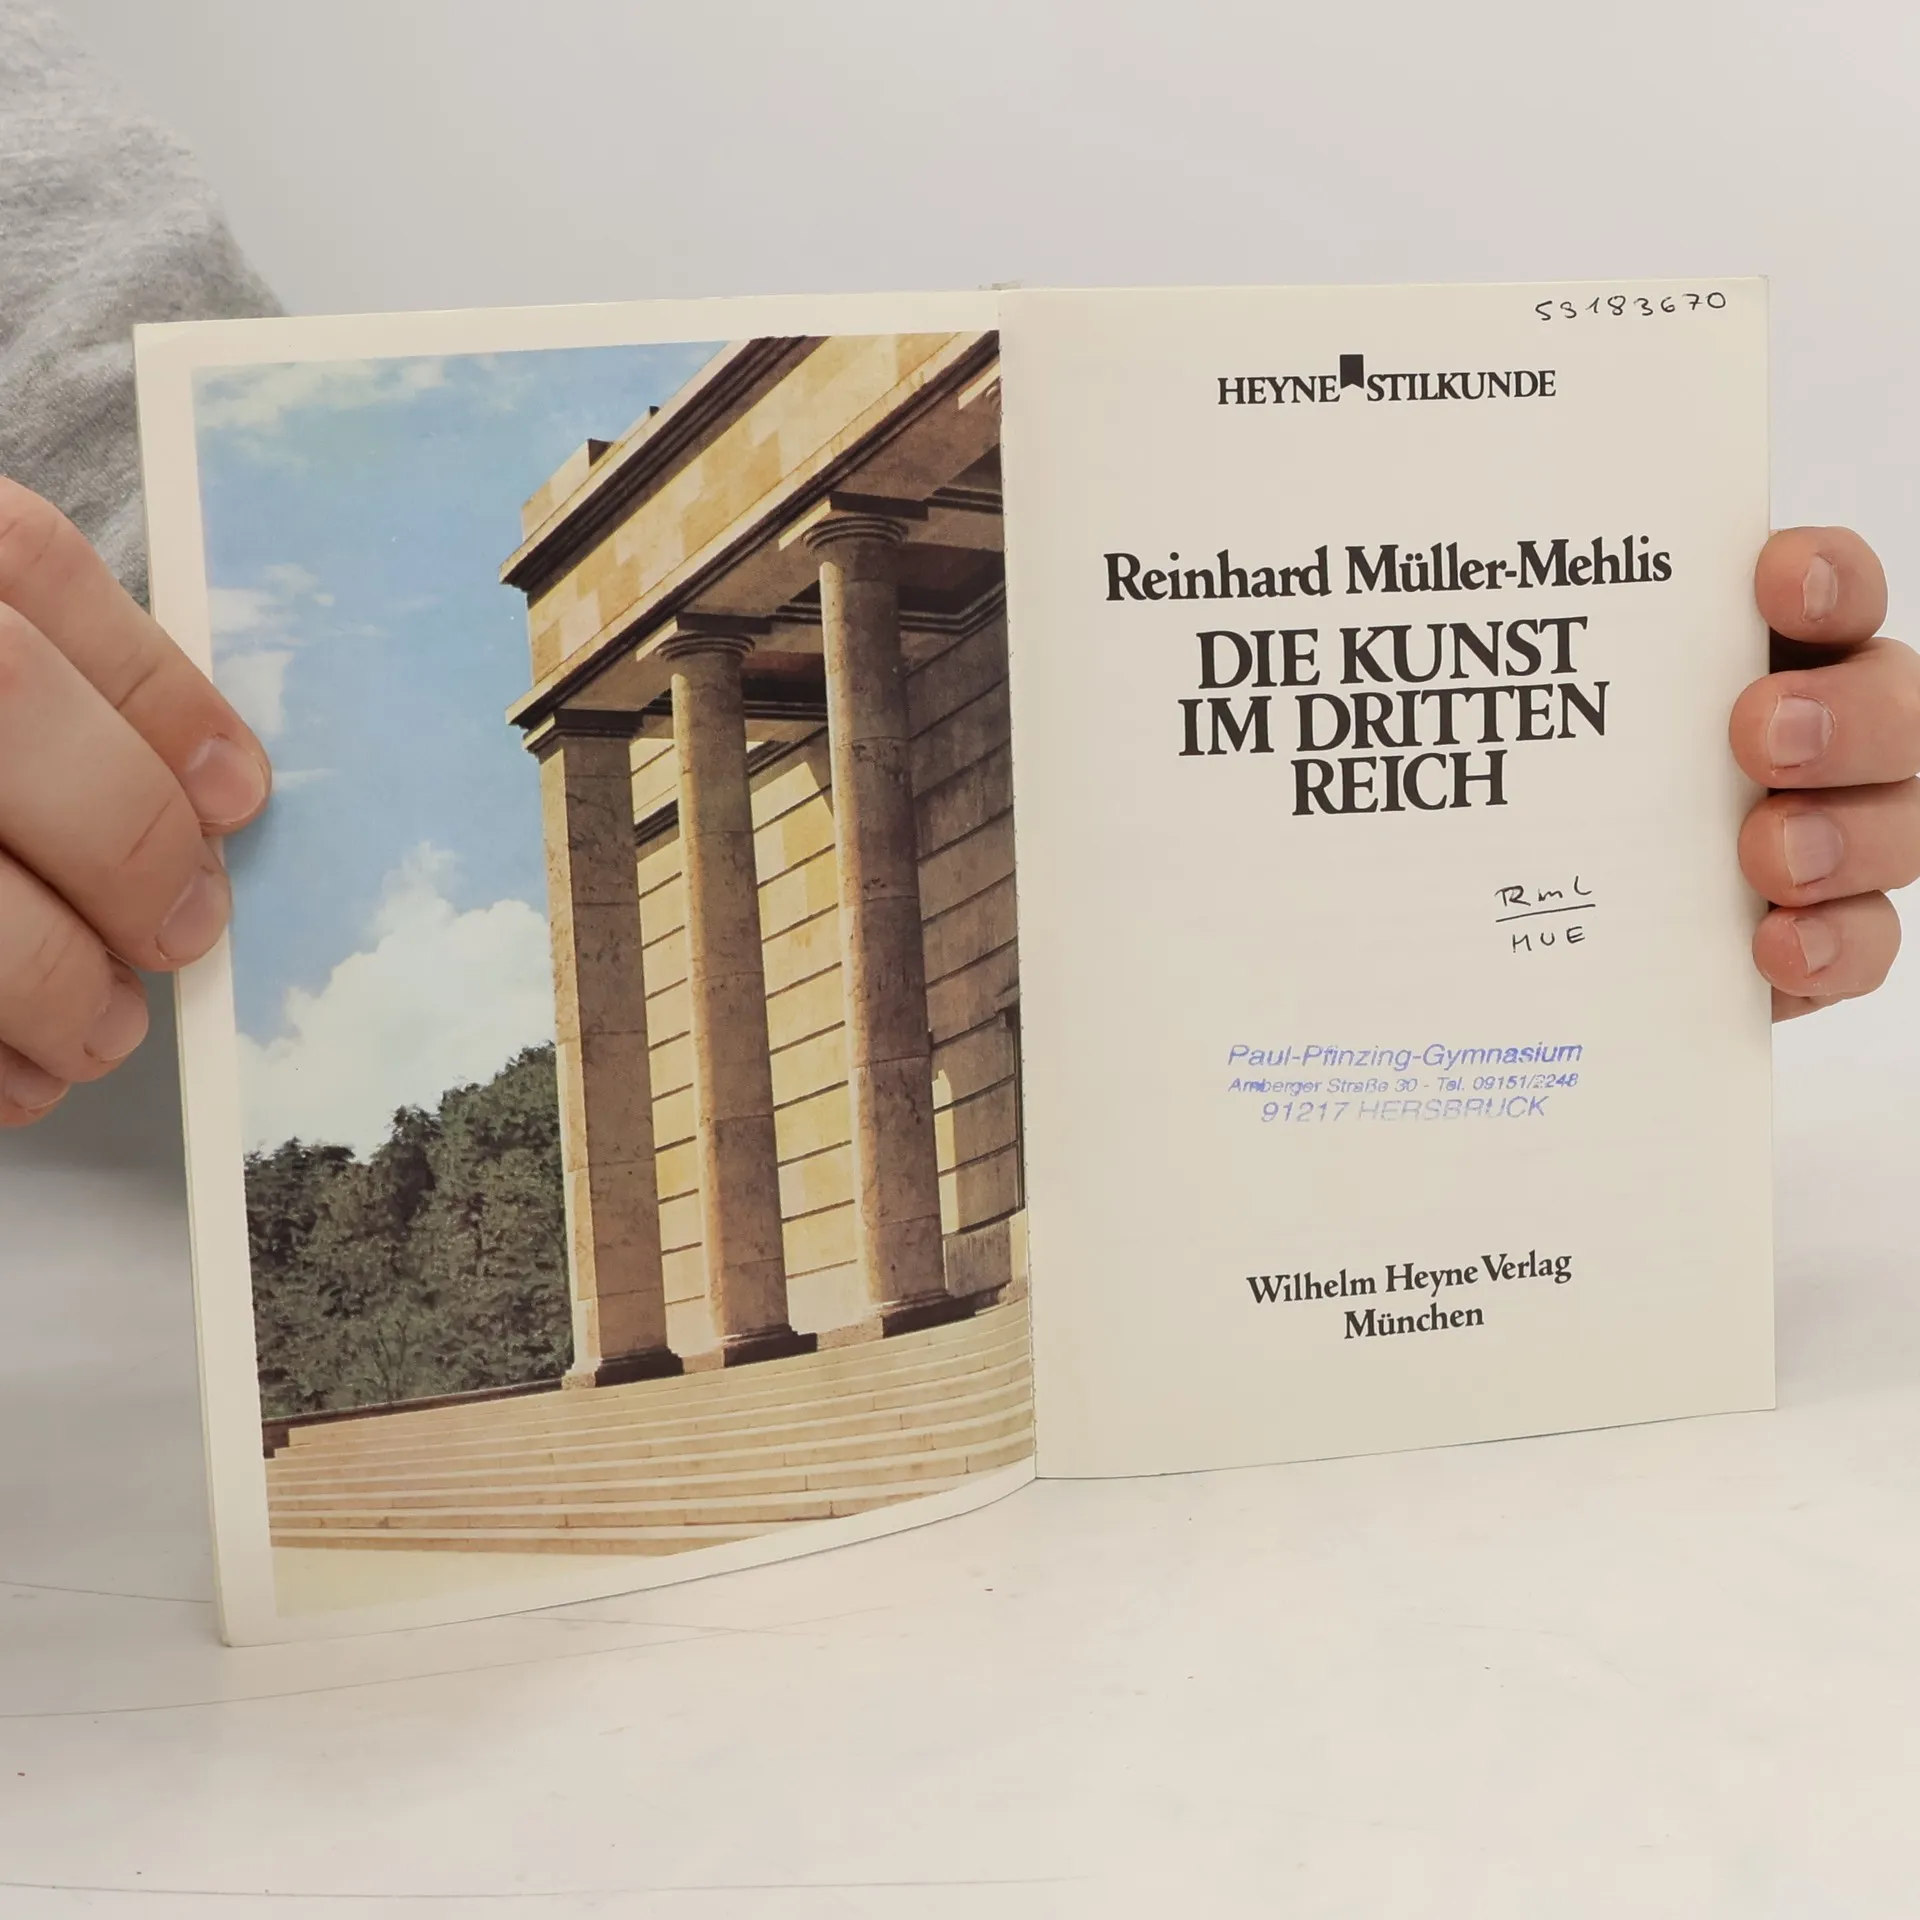 53183670
HEYNE STILKUNDE
Reinhard Müller-Mehlis
DIE KUNST
IM DRITTEN
REICH
Rm L
MUE
Paul-Pfinzing-Gymnasium
Amberger Straße 30 - Tel. 09151/2248
91217 HERSBRUCK
Wilhelm Heyne Verlag
München